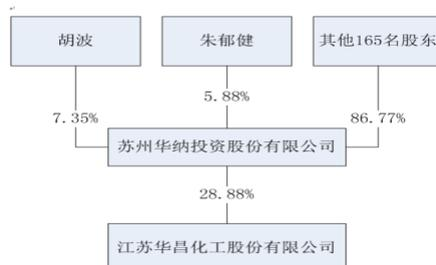 胡波
朱郁健
其他165名股东
7.35%
5.88%
86.77%
苏州华纳投资股份有限公司
28.88%
江苏华昌化工股份有限公司